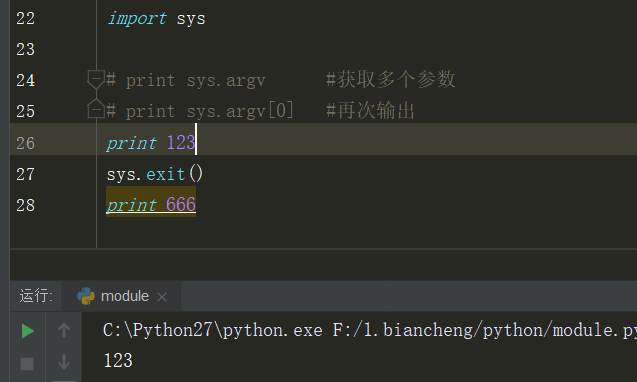 22 import sys
23
24 # print sys.argv #获取多个参数
25 # print sys.argv[0] #再次输出
26 print 123
27 sys.exit()
28 print 666
运行: module ×
C:\Python27\python.exe F:/1.biancheng/python/module.py
123